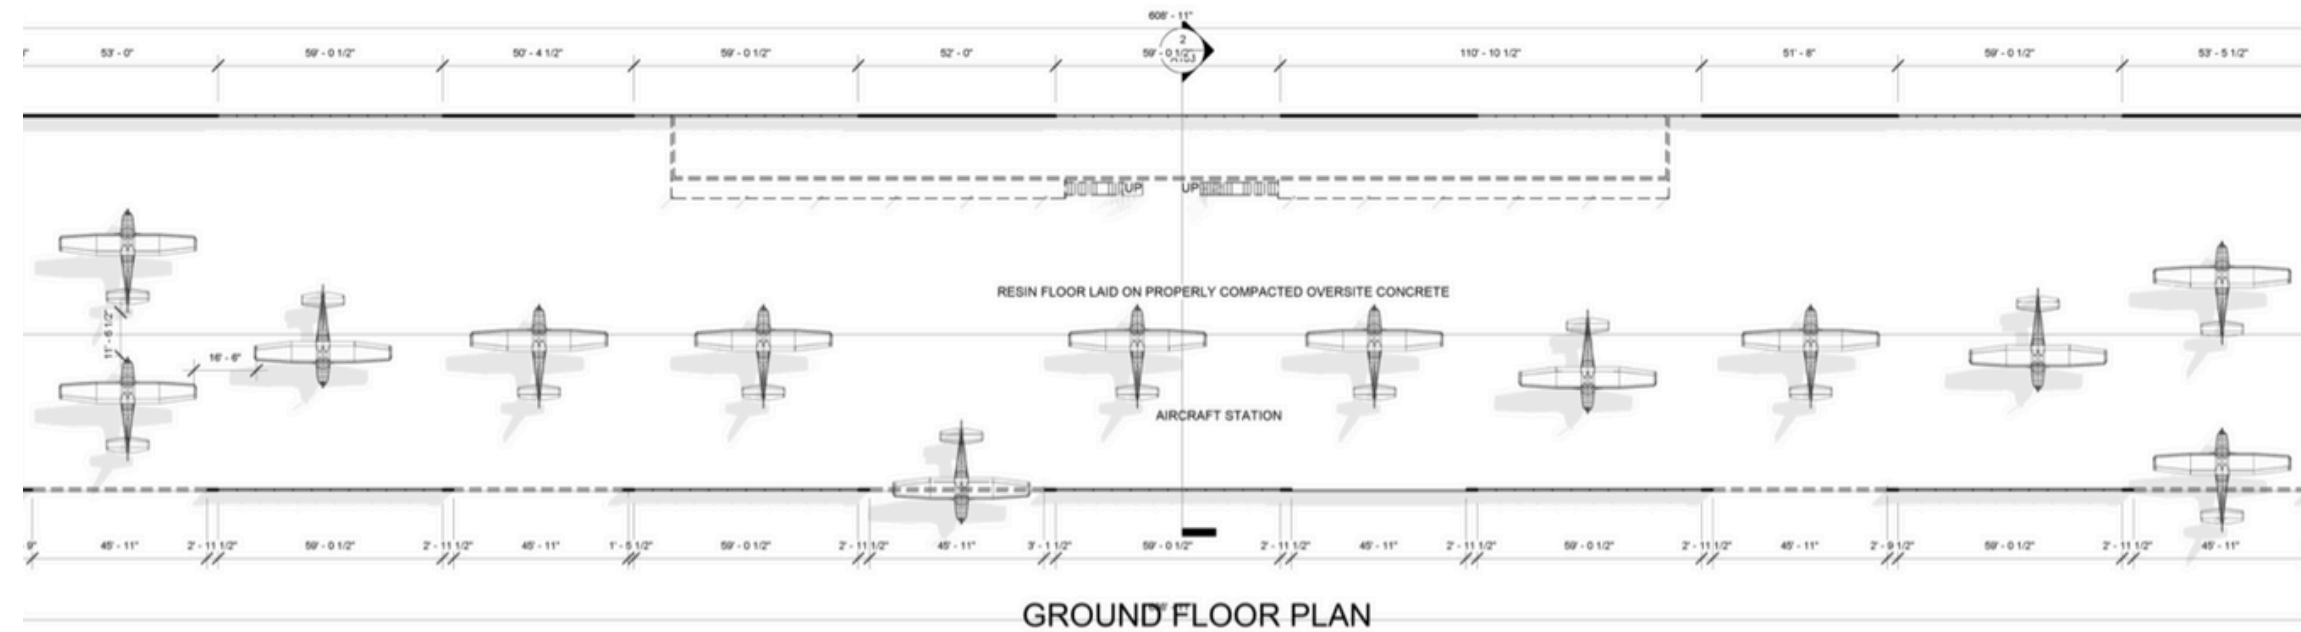 608' - 11"
53' - 0"
59' - 0 1/2"
50' - 4 1/2"
59' - 0 1/2"
52' - 0"
59' - 0 1/2"
2
110' - 10 1/2"
51' - 8"
59' - 0 1/2"
53' - 5 1/2"
UP
UP
RESIN FLOOR LAID ON PROPERLY COMPACTED OVERSITE CONCRETE
11' - 6 1/2"
16' - 6"
AIRCRAFT STATION
9"
45' - 11"
2' - 11 1/2"
59' - 0 1/2"
2' - 11 1/2"
45' - 11"
1' - 5 1/2"
59' - 0 1/2"
2' - 11 1/2"
45' - 11"
3' - 1 1/2"
59' - 0 1/2"
2' - 11 1/2"
45' - 11"
2' - 11 1/2"
59' - 0 1/2"
2' - 11 1/2"
45' - 11"
2' - 9 1/2"
59' - 0 1/2"
2' - 11 1/2"
45' - 11"
GROUND FLOOR PLAN